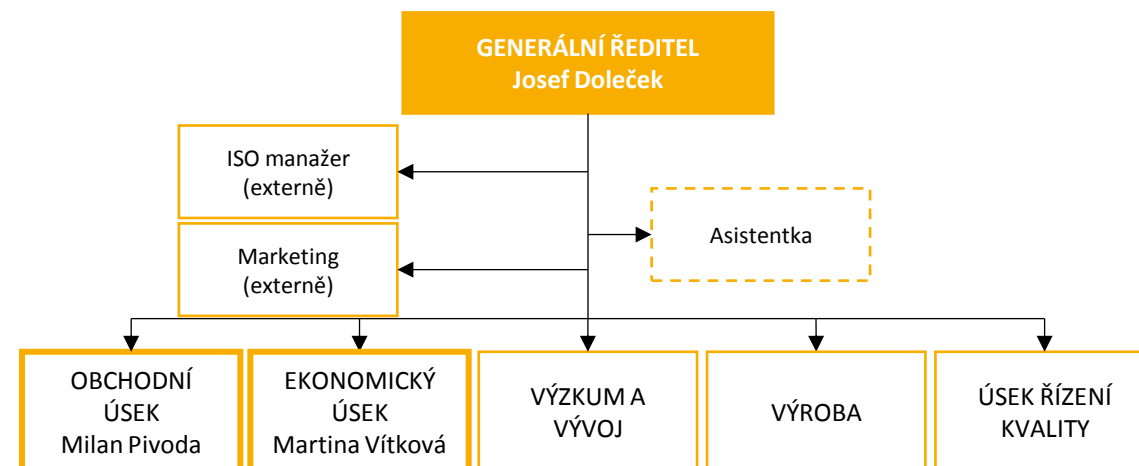 GENERÁLNÍ ŘEDITEL
Josef Doleček
ISO manažer
(externě)
Asistentka
Marketing
(externě)
OBCHODNÍ
ÚSEK
Milan Pivoda
EKONOMICKÝ
ÚSEK
Martina Vítková
VÝZKUM A
VÝVOJ
VÝROBA
ÚSEK ŘÍZENÍ
KVALITY